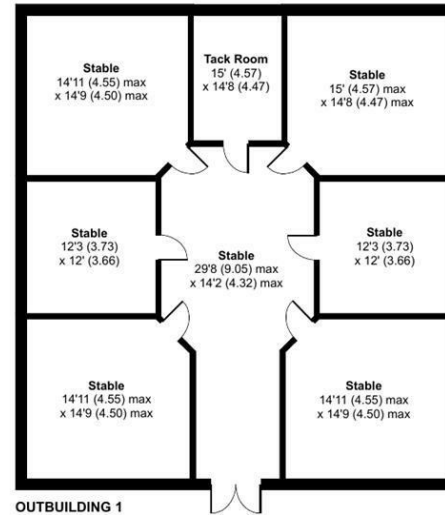 Stable
14'11 (4.55) max
x 14'9 (4.50) max
Tack Room
15' (4.57)
x 14'8 (4.47)
Stable
15' (4.57) max
x 14'8 (4.47) max
Stable
12'3 (3.73)
x 12' (3.66)
Stable
29'8 (9.05) max
x 14'2 (4.32) max
Stable
12'3 (3.73)
x 12' (3.66)
Stable
14'11 (4.55) max
x 14'9 (4.50) max
Stable
14'11 (4.55) max
x 14'9 (4.50) max
OUTBUILDING 1